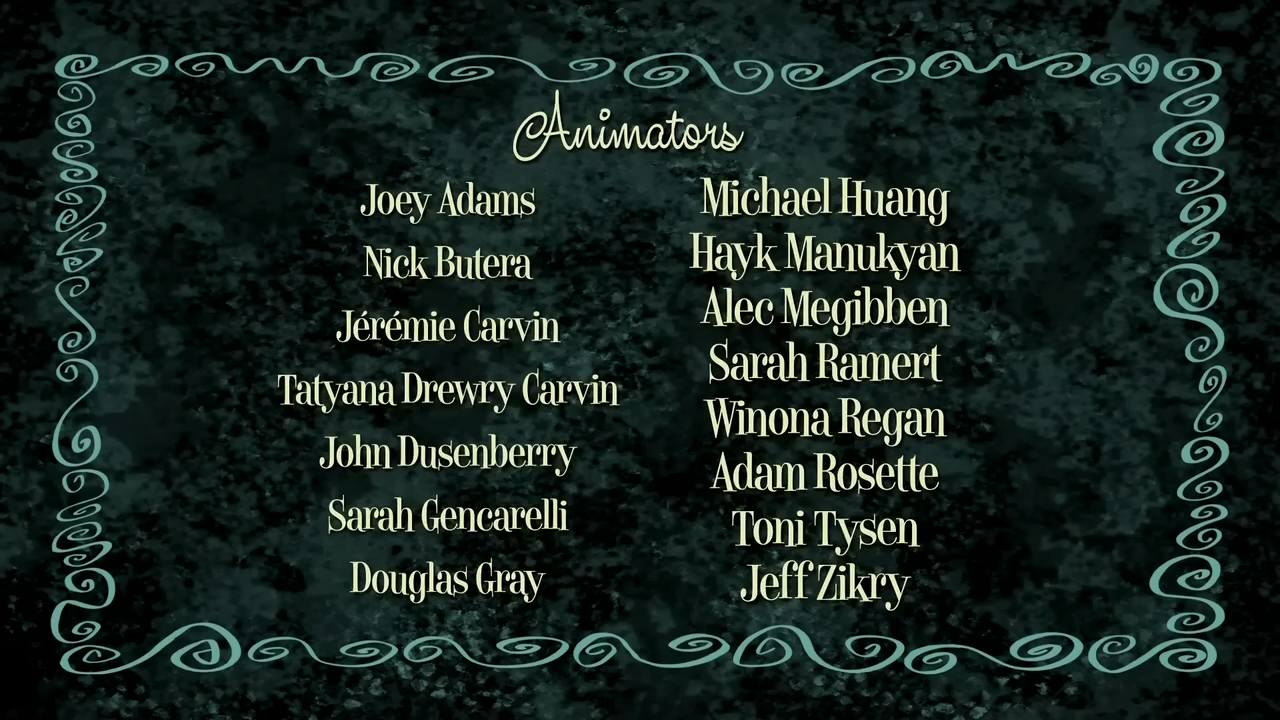 Animators
Joey Adams
Nick Butera
Jérémie Carvin
Tatyana Drewry Carvin
John Dusenberry
Sarah Gencarelli
Douglas Gray
Michael Huang
Hayk Manukyan
Alec Megibben
Sarah Ramert
Winona Regan
Adam Rosette
Toni Tysen
Jeff Zikry